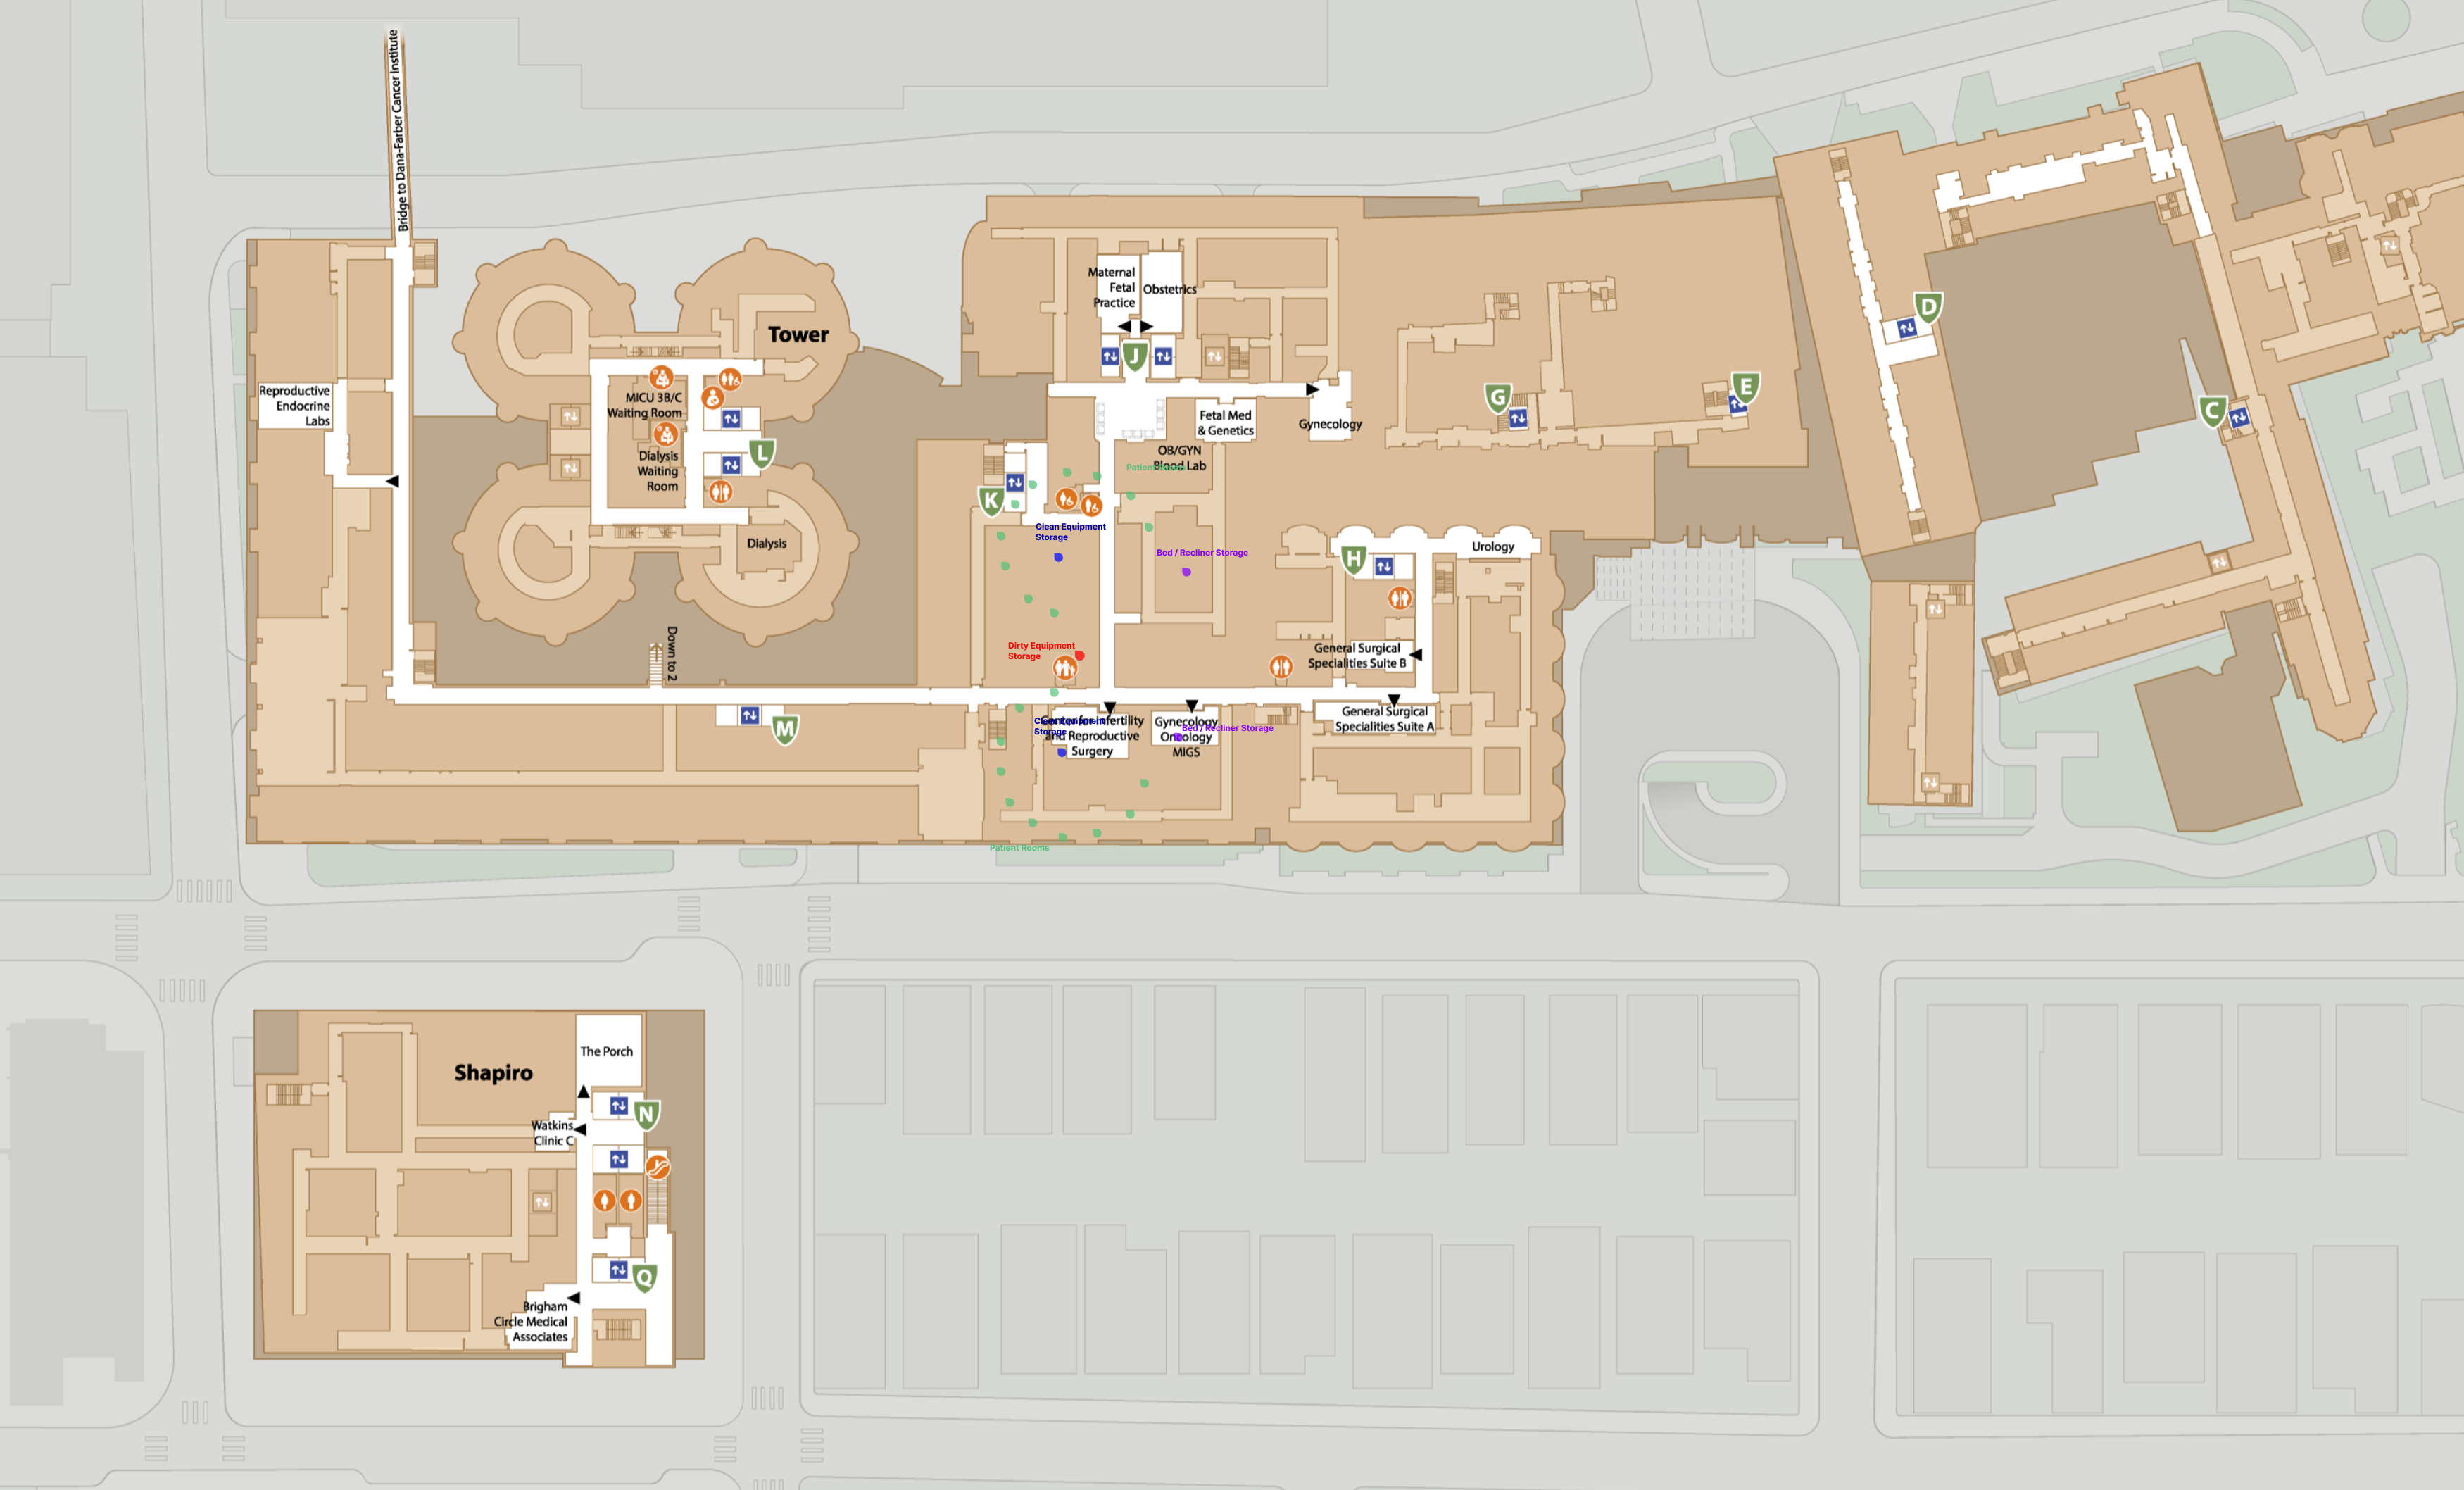 Bridge to Dana-Farber Cancer Institute
Tower
Maternal
Fetal
Practice
Obstetrics
J
D
E
G
C
Reproductive
Endocrine
Labs
MICU 3B/C
Waiting Room
L
Dialysis
Waiting
Room
Fetal Med
& Genetics
Gynecology
OB/GYN
Blood Lab
Patient Rooms
K
Clean Equipment
Storage
Dialysis
Bed / Recliner Storage
H
Urology
Down to 2
Dirty Equipment
Storage
General Surgical
Specialities Suite B
M
Center for Infertility
and Reproductive
Surgery
Clean Equipment
Storage
Gynecology
Oncology
MIGS
Bed / Recliner Storage
General Surgical
Specialities Suite A
Patient Rooms
Shapiro
The Porch
N
Watkins
Clinic C
Q
Brigham
Circle Medical
Associates